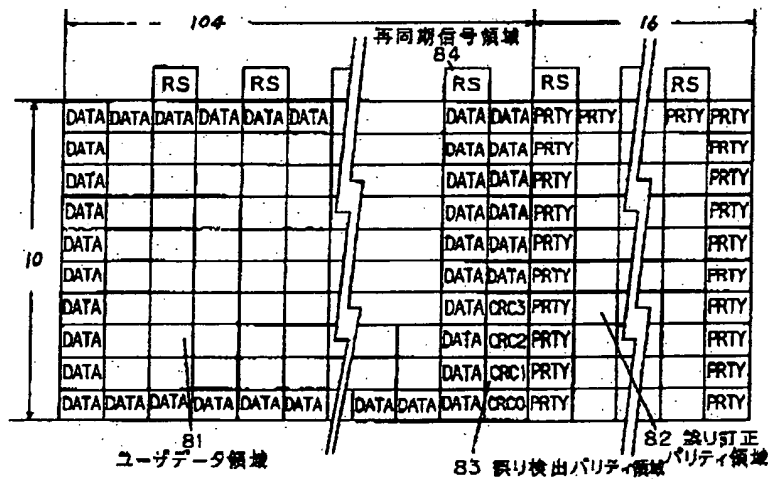 104 16
再同期信号領域
84
RS RS RS RS RS
DATA DATA DATA DATA DATA DATA DATA DATA PRTY PRTY PRTY PRTY
DATA DATA DATA PRTY PRTY
DATA DATA DATA PRTY PRTY
DATA DATA DATA PRTY PRTY
10
DATA DATA DATA PRTY PRTY
DATA DATA DATA PRTY PRTY
DATA DATA CRC3 PRTY PRTY
DATA DATA CRC2 PRTY PRTY
DATA DATA CRC1 PRTY PRTY
DATA DATA DATA DATA DATA DATA DATA DATA DATA CRC0 PRTY PRTY
81
ユーザデータ領域
83 誤り検出パリティ領域
82 誤り訂正
パリティ領域